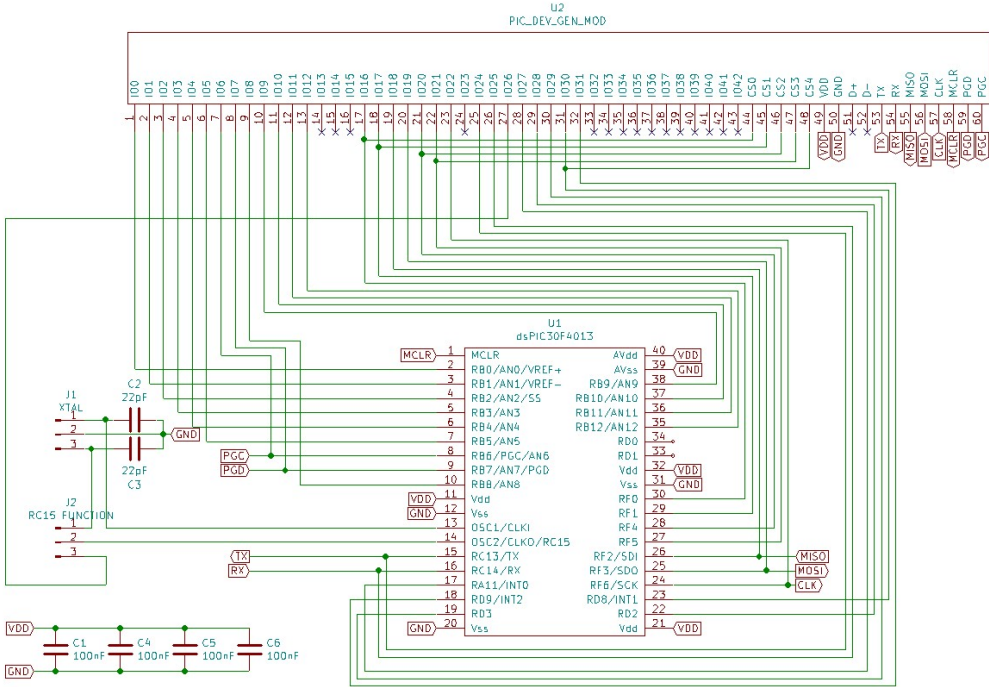 U2
PIC_DEV_GEN_MOD
IO0 IO1 IO2 IO3 IO4 IO5 IO6 IO7 IO8 IO9 IO10 IO11 IO12 IO13 IO14 IO15 IO16 IO17 IO18 IO19 IO20 IO21 IO22 IO23 IO24 IO25 IO26 IO27 IO28 IO29 IO30 IO31 IO32 IO33 IO34 IO35 IO36 IO37 IO38 IO39 IO40 IO41 IO42 CS0 CS1 CS2 CS3 CS4 VDD GND D+ D- TX RX MISO MOSI CLK MCLR PGD PGC
1 2 3 4 5 6 7 8 9 10 11 12 13 14 15 16 17 18 19 20 21 22 23 24 25 26 27 28 29 30 31 32 33 34 35 36 37 38 39 40 41 42 43 44 45 46 47 48 49 50 51 52 53 54 55 56 57 58 59 60
VDD GND TX RX MISO MOSI CLK MCLR PGD PGC
U1
dsPIC30F4013
MCLR 1 MCLR AVdd 40 VDD
2 RB0/AN0/VREF+ AVss 39 GND
3 RB1/AN1/VREF- RB9/AN9 38
4 RB2/AN2/SS RB10/AN10 37
5 RB3/AN3 RB11/AN11 36
6 RB4/AN4 RB12/AN12 35
7 RB5/AN5 RD0 34
PGC 8 RB6/PGC/AN6 RD1 33
PGD 9 RB7/AN7/PGD Vdd 32 VDD
10 RB8/AN8 Vss 31 GND
VDD 11 Vdd RF0 30
GND 12 Vss RF1 29
13 OSC1/CLKI RF4 28
14 OSC2/CLKO/RC15 RF5 27
TX 15 RC13/TX RF2/SDI 26 MISO
RX 16 RC14/RX RF3/SDO 25 MOSI
17 RA11/INT0 RF6/SCK 24 CLK
18 RD9/INT2 RD8/INT1 23
19 RD3 RD2 22
GND 20 Vss Vdd 21 VDD
J1
XTAL
1
2
3
C2
22pF
GND
22pF
C3
J2
RC15 FUNCTION
1
2
3
VDD
C1 C4 C5 C6
100nF 100nF 100nF 100nF
GND